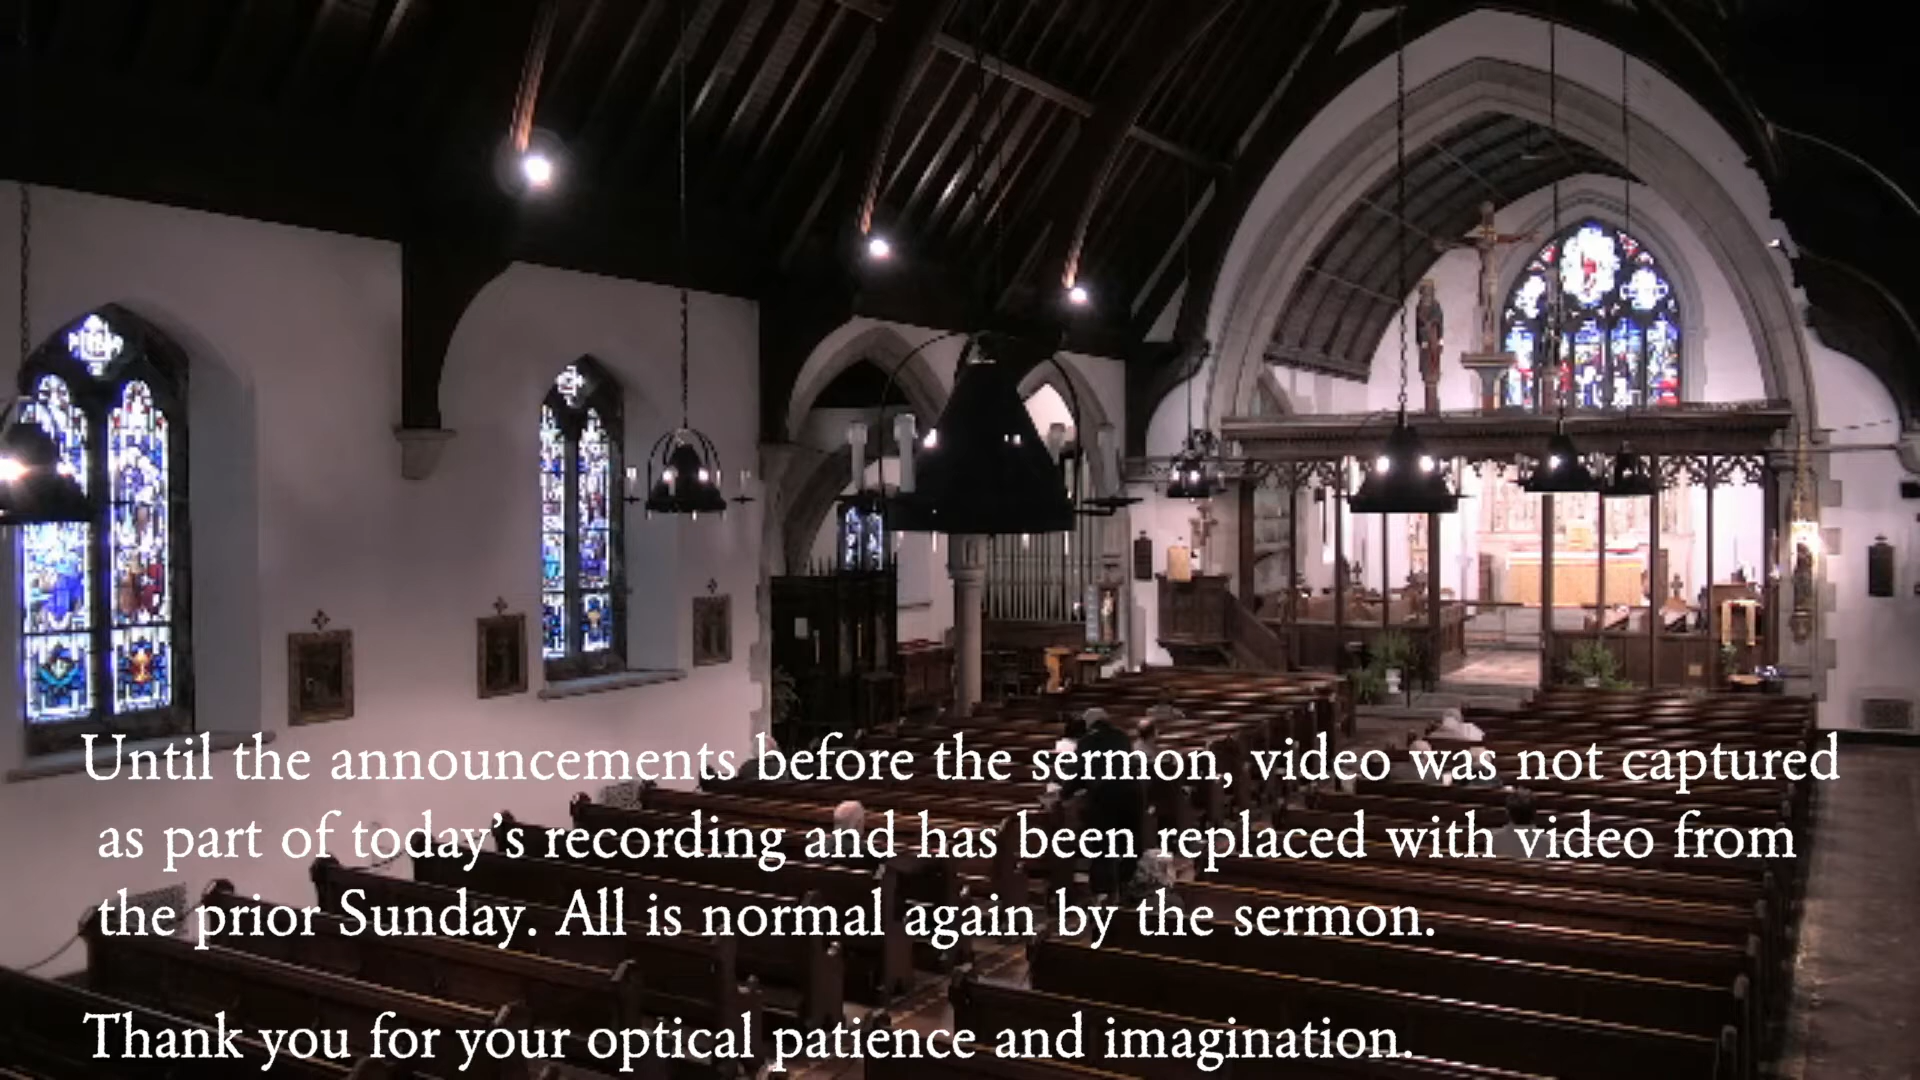 Until the announcements before the sermon, video was not captured
as part of today’s recording and has been replaced with video from
the prior Sunday. All is normal again by the sermon.
Thank you for your optical patience and imagination.